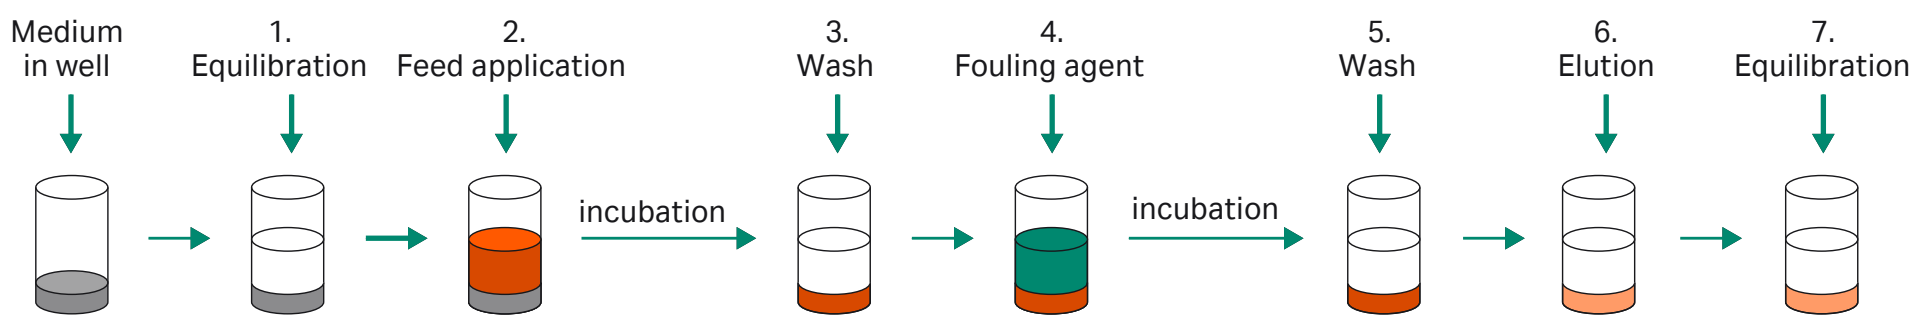 Medium
in well
1.
Equilibration
2.
Feed application
incubation
3.
Wash
4.
Fouling agent
incubation
5.
Wash
6.
Elution
7.
Equilibration